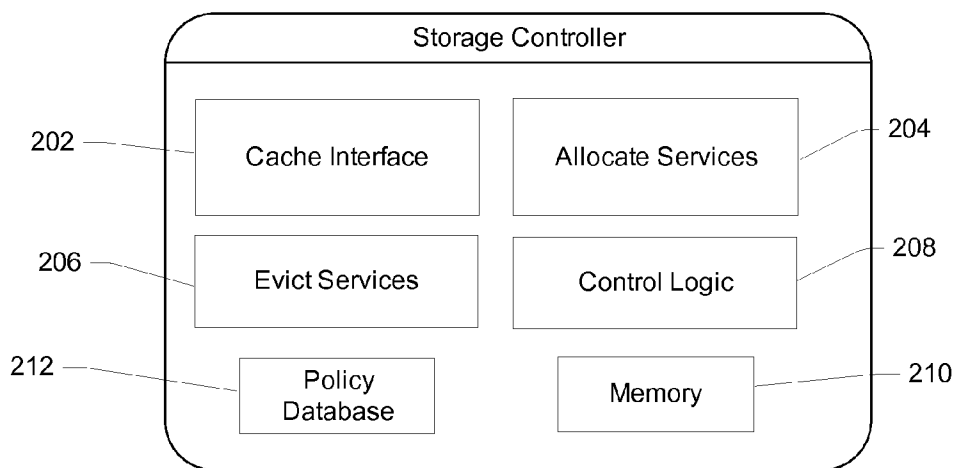 Storage Controller
202
Cache Interface
Allocate Services
204
206
Evict Services
Control Logic
208
212
Policy
Database
Memory
210